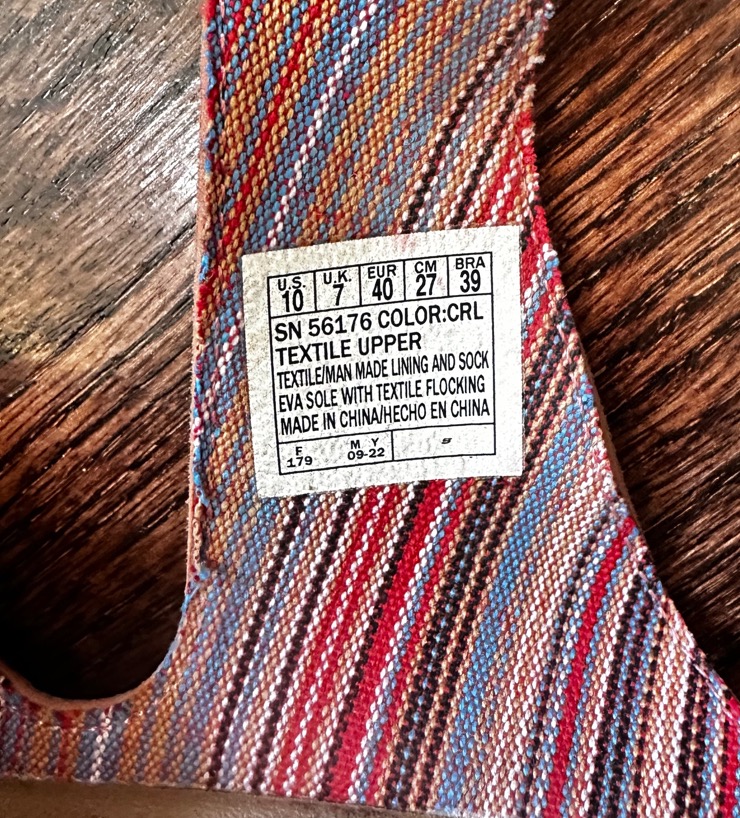 U.S. U.K. EUR CM BRA
10 7 40 27 39
SN 56176 COLOR:CRL
TEXTILE UPPER
TEXTILE/MAN MADE LINING AND SOCK
EVA SOLE WITH TEXTILE FLOCKING
MADE IN CHINA/HECHO EN CHINA
F M Y
179 09-22